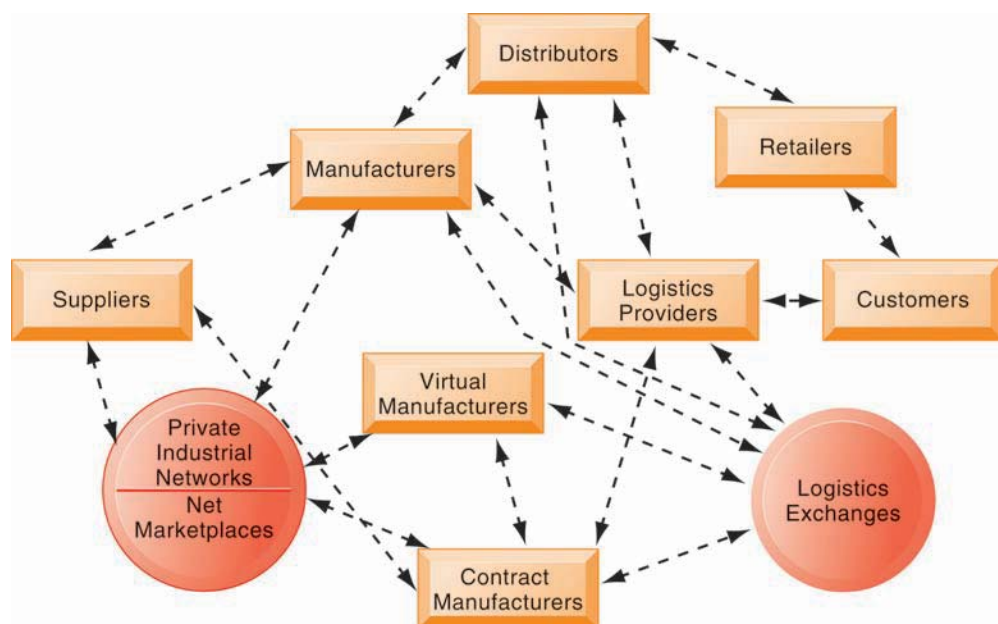 Distributors
Manufacturers
Retailers
Suppliers
Logistics
Providers
Customers
Virtual
Manufacturers
Private
Industrial
Networks
Net
Marketplaces
Logistics
Exchanges
Contract
Manufacturers